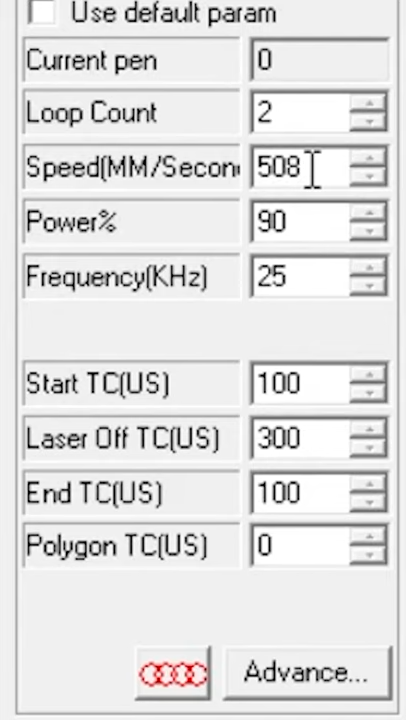 Use default param
Current pen 0
Loop Count 2
Speed(MM/Secon 508
Power% 90
Frequency(KHz) 25
Start TC(US) 100
Laser Off TC(US) 300
End TC(US) 100
Polygon TC(US) 0
Advance...